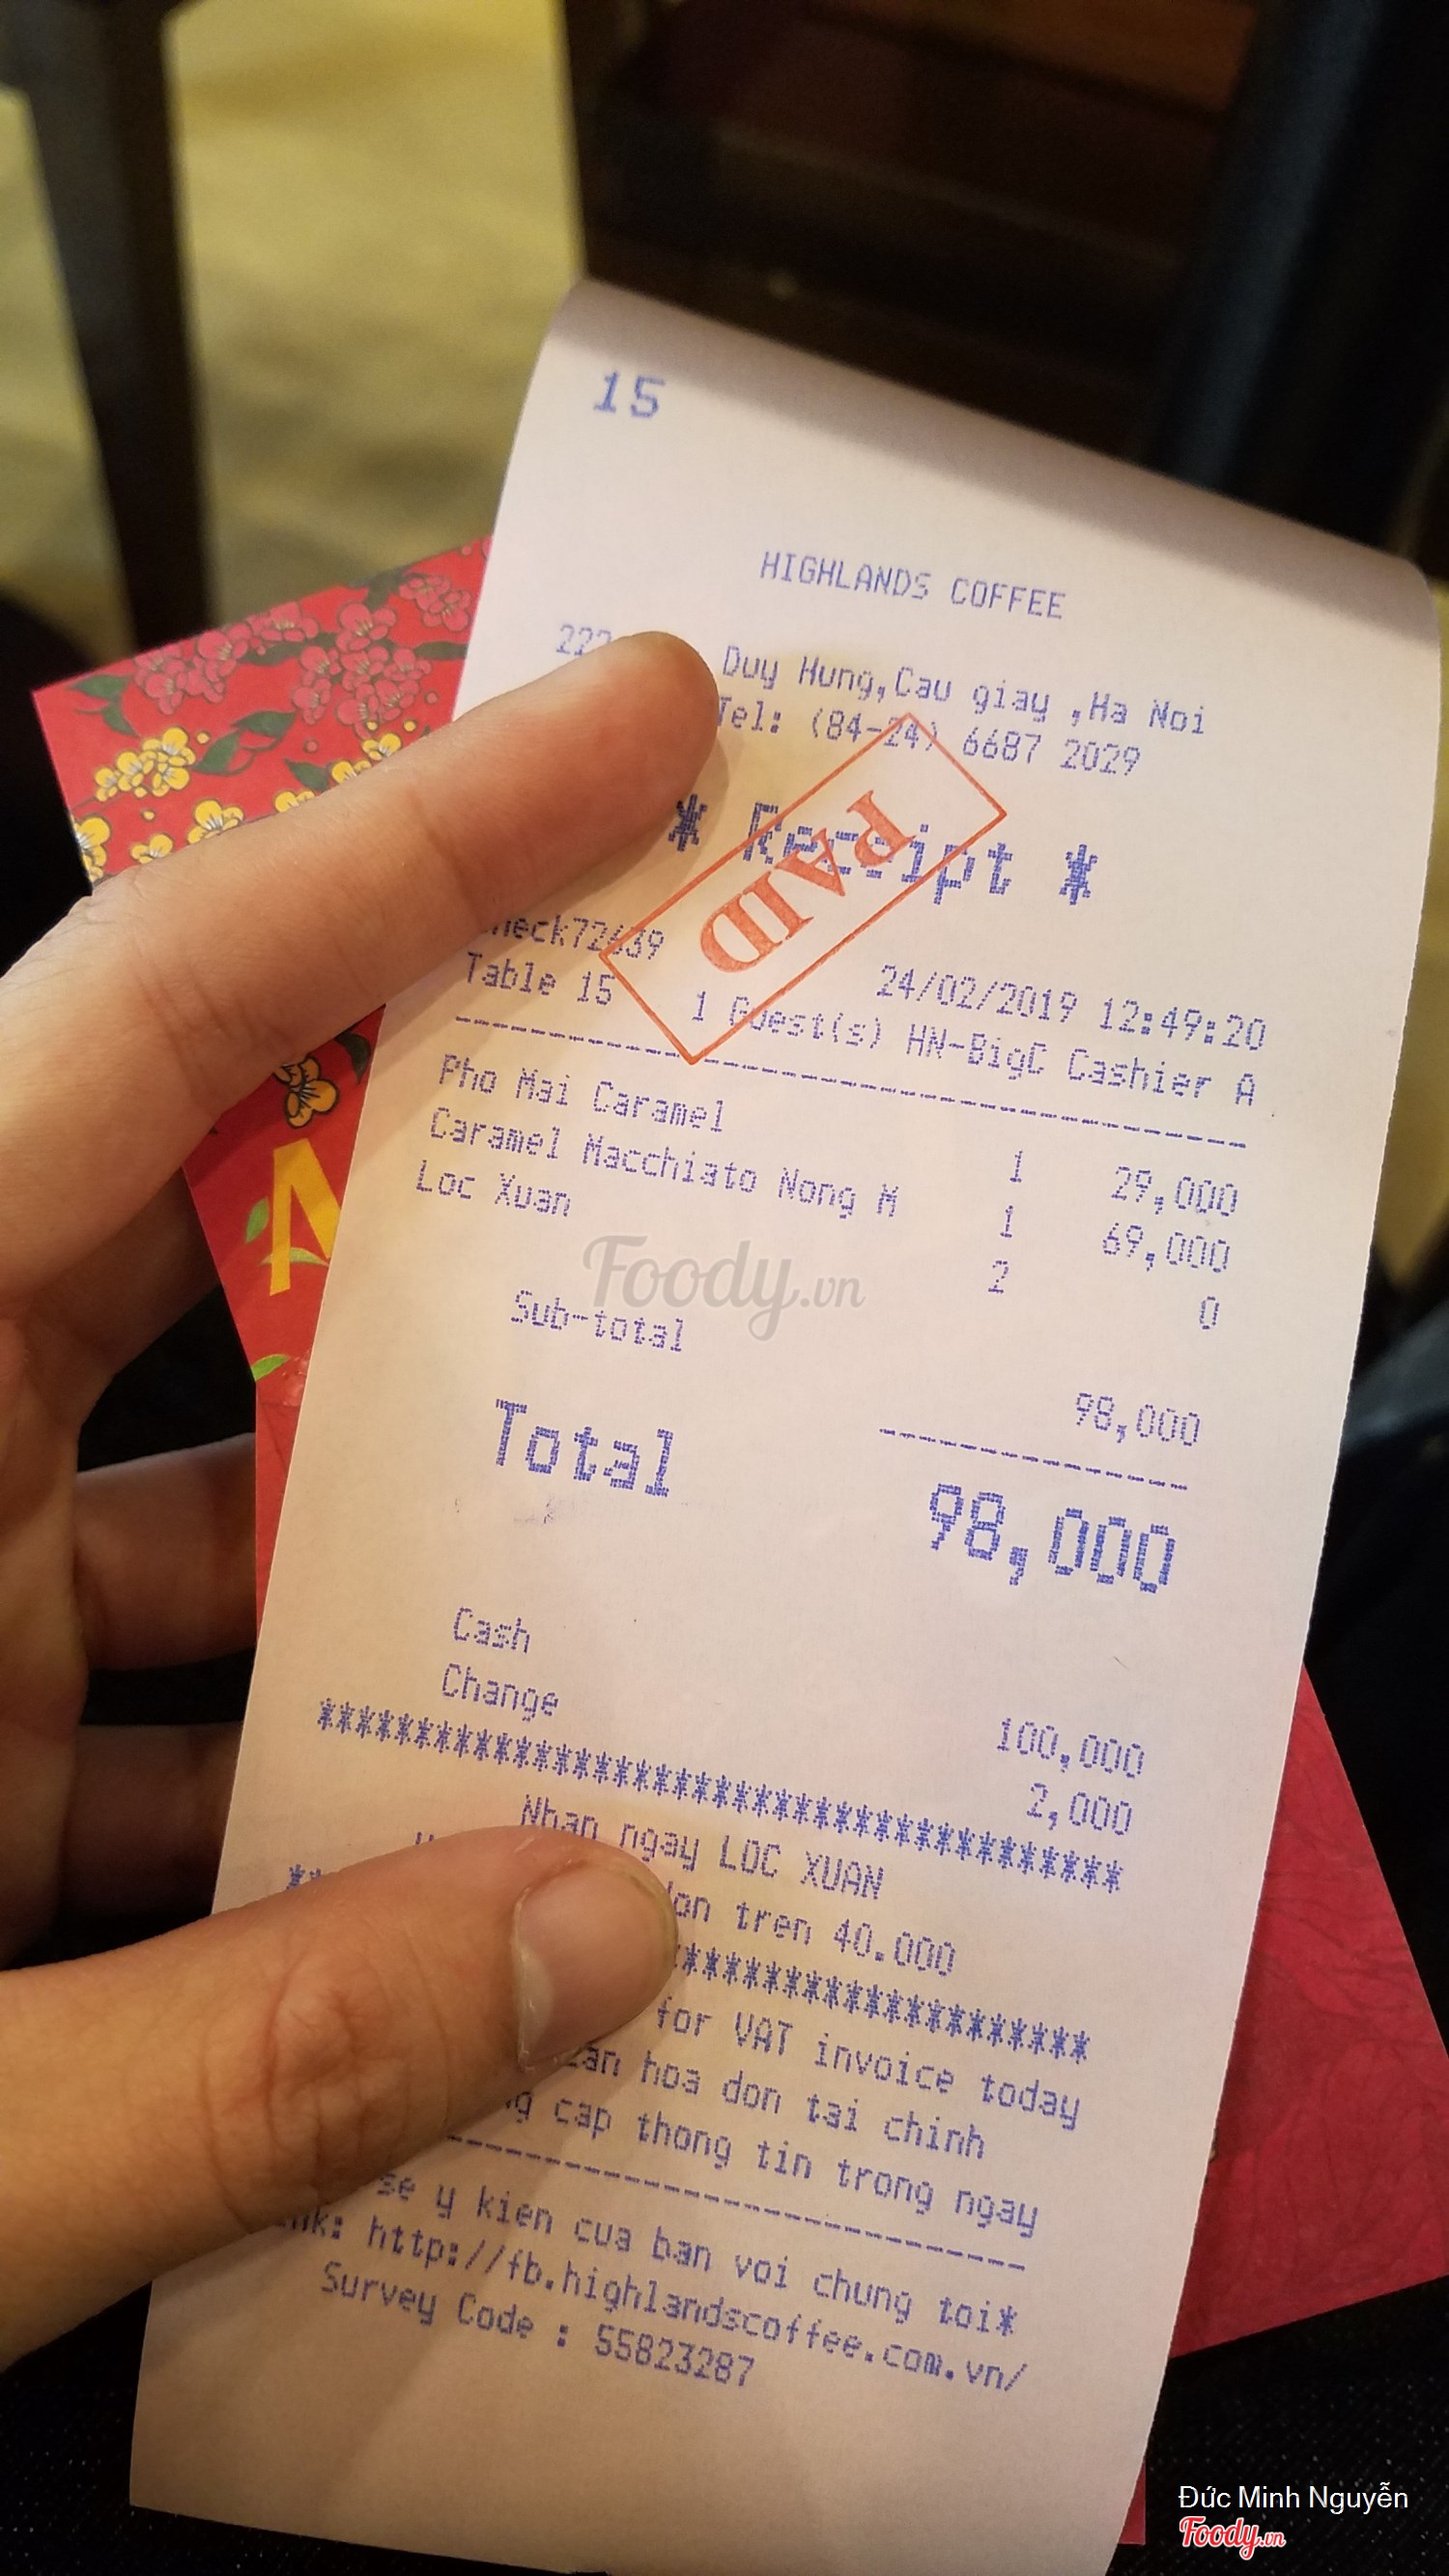 15
HIGHLANDS COFFEE
222 Duy Hung,Cau giay ,Ha Noi
Tel: (84-24) 6687 2029
* Receipt *
PAID
Check72639
24/02/2019 12:49:20
Table 15 1 Guest(s) HN-BigC Cashier A
Pho Mai Caramel 1 29,000
Caramel Macchiato Nong M 1 69,000
Loc Xuan 2 0
Sub-total 98,000
Total 98,000
Cash 100,000
Change 2,000
******************************************
Nhan ngay LOC XUAN
don tren 40.000
**********************
for VAT invoice today
hoa don tai chinh
cap thong tin trong ngay
se y kien cua ban voi chung toi*
Link: http://fb.highlandscoffee.com.vn/
Survey Code : 55823287
Foody.vn
Đức Minh Nguyễn
Foody.vn